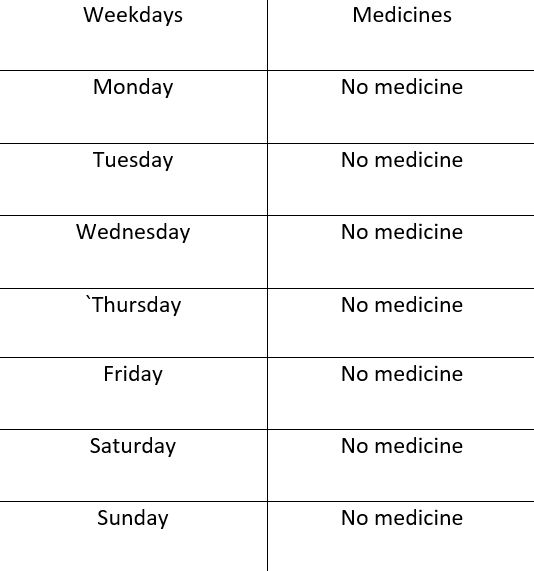 Weekdays Medicines
Monday No medicine
Tuesday No medicine
Wednesday No medicine
`Thursday No medicine
Friday No medicine
Saturday No medicine
Sunday No medicine